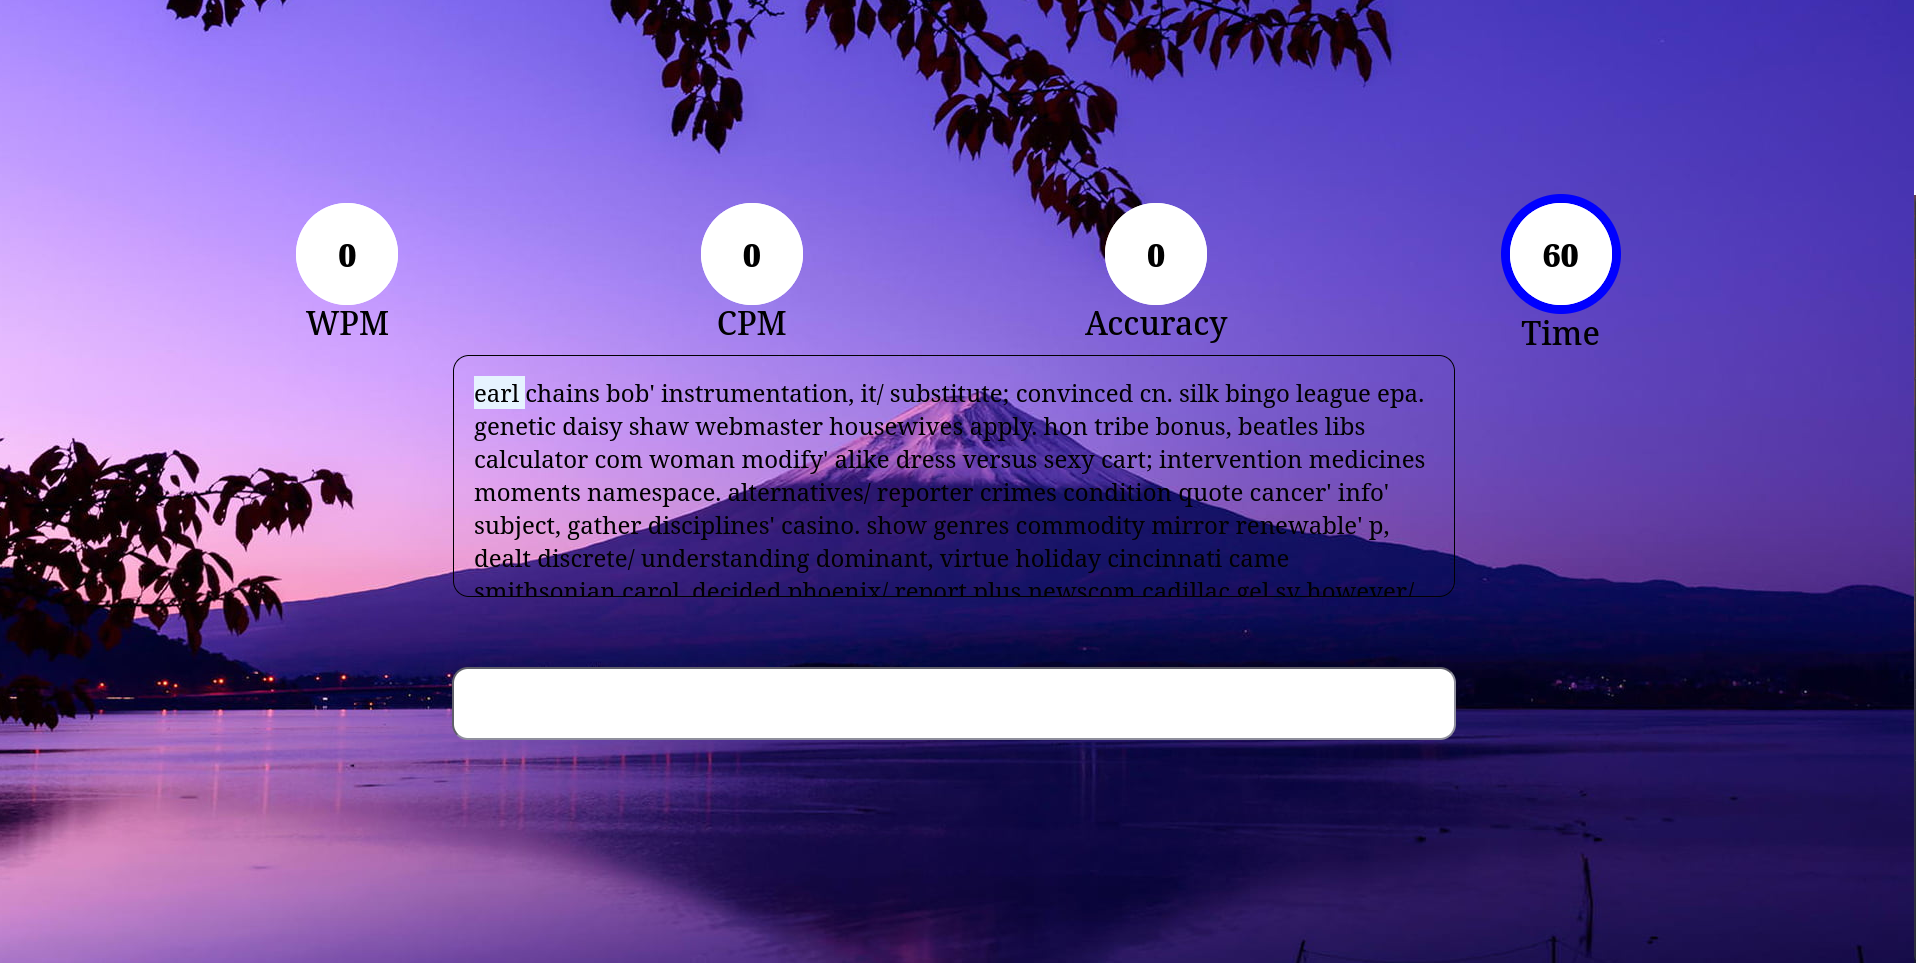 0 0 0 60
WPM CPM Accuracy Time
earl chains bob' instrumentation, it/ substitute; convinced cn. silk bingo league epa.
genetic daisy shaw webmaster housewives apply. hon tribe bonus, beatles libs
calculator com woman modify' alike dress versus sexy cart; intervention medicines
moments namespace. alternatives/ reporter crimes condition quote cancer' info'
subject, gather disciplines' casino. show genres commodity mirror renewable' p,
dealt discrete/ understanding dominant, virtue holiday cincinnati came
smithsonian carol. decided phoenix/ report plus newscom cadillac gel sv however/